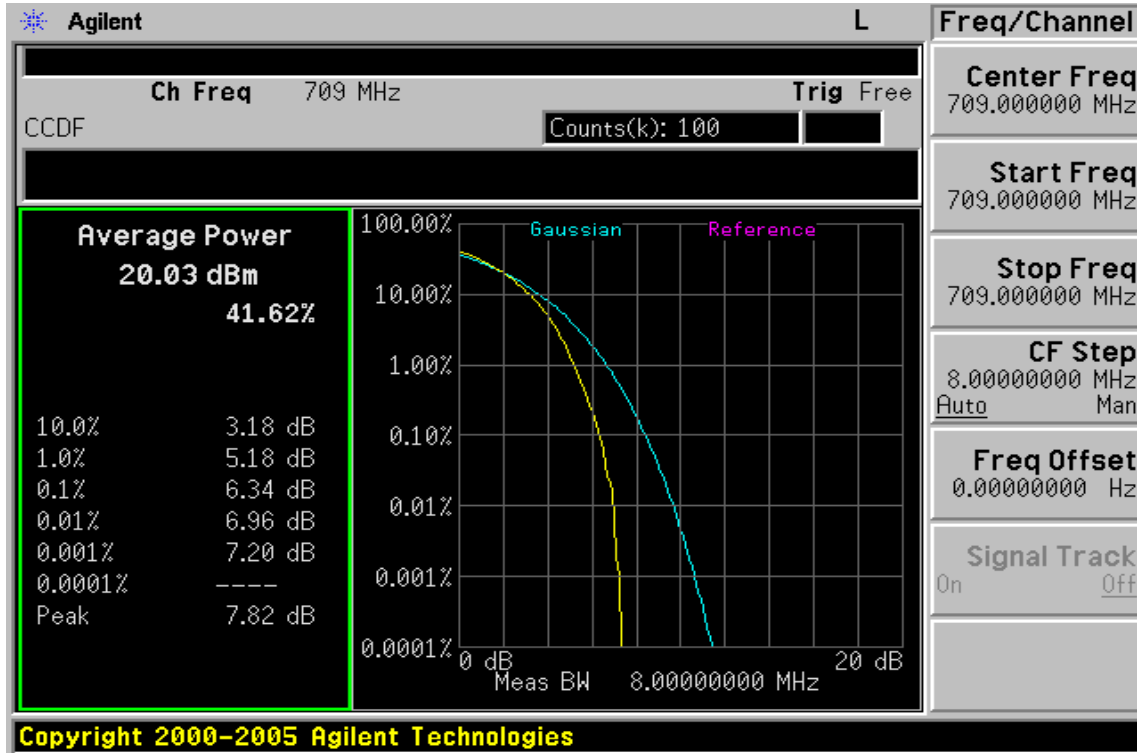 Agilent L
Ch Freq 709 MHz Trig Free
CCDF Counts(k): 100
Average Power
20.03 dBm
41.62%
10.0% 3.18 dB
1.0% 5.18 dB
0.1% 6.34 dB
0.01% 6.96 dB
0.001% 7.20 dB
0.0001% ----
Peak 7.82 dB
Gaussian Reference
100.00%
10.00%
1.00%
0.10%
0.01%
0.001%
0.0001%
0 dB 20 dB
Meas BW 8.00000000 MHz
Freq/Channel
Center Freq
709.000000 MHz
Start Freq
709.000000 MHz
Stop Freq
709.000000 MHz
CF Step
8.00000000 MHz
Auto Man
Freq Offset
0.00000000 Hz
Signal Track
On Off
Copyright 2000-2005 Agilent Technologies